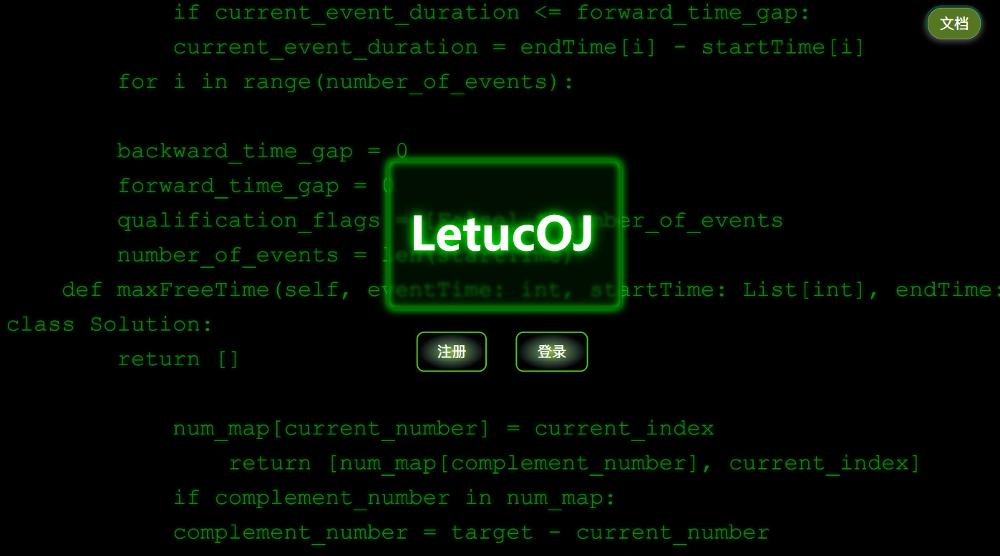 if current_event_duration <= forward_time_gap:
文档
current_event_duration = endTime[i] - startTime[i]
for i in range(number_of_events):
backward_time_gap = 0
forward_time_gap = 0
qualification_flags = [False] * number_of_events
LetucOJ
number_of_events = len(startTime)
def maxFreeTime(self, eventTime: int, startTime: List[int], endTime:
class Solution:
注册 登录
return []
num_map[current_number] = current_index
return [num_map[complement_number], current_index]
if complement_number in num_map:
complement_number = target - current_number